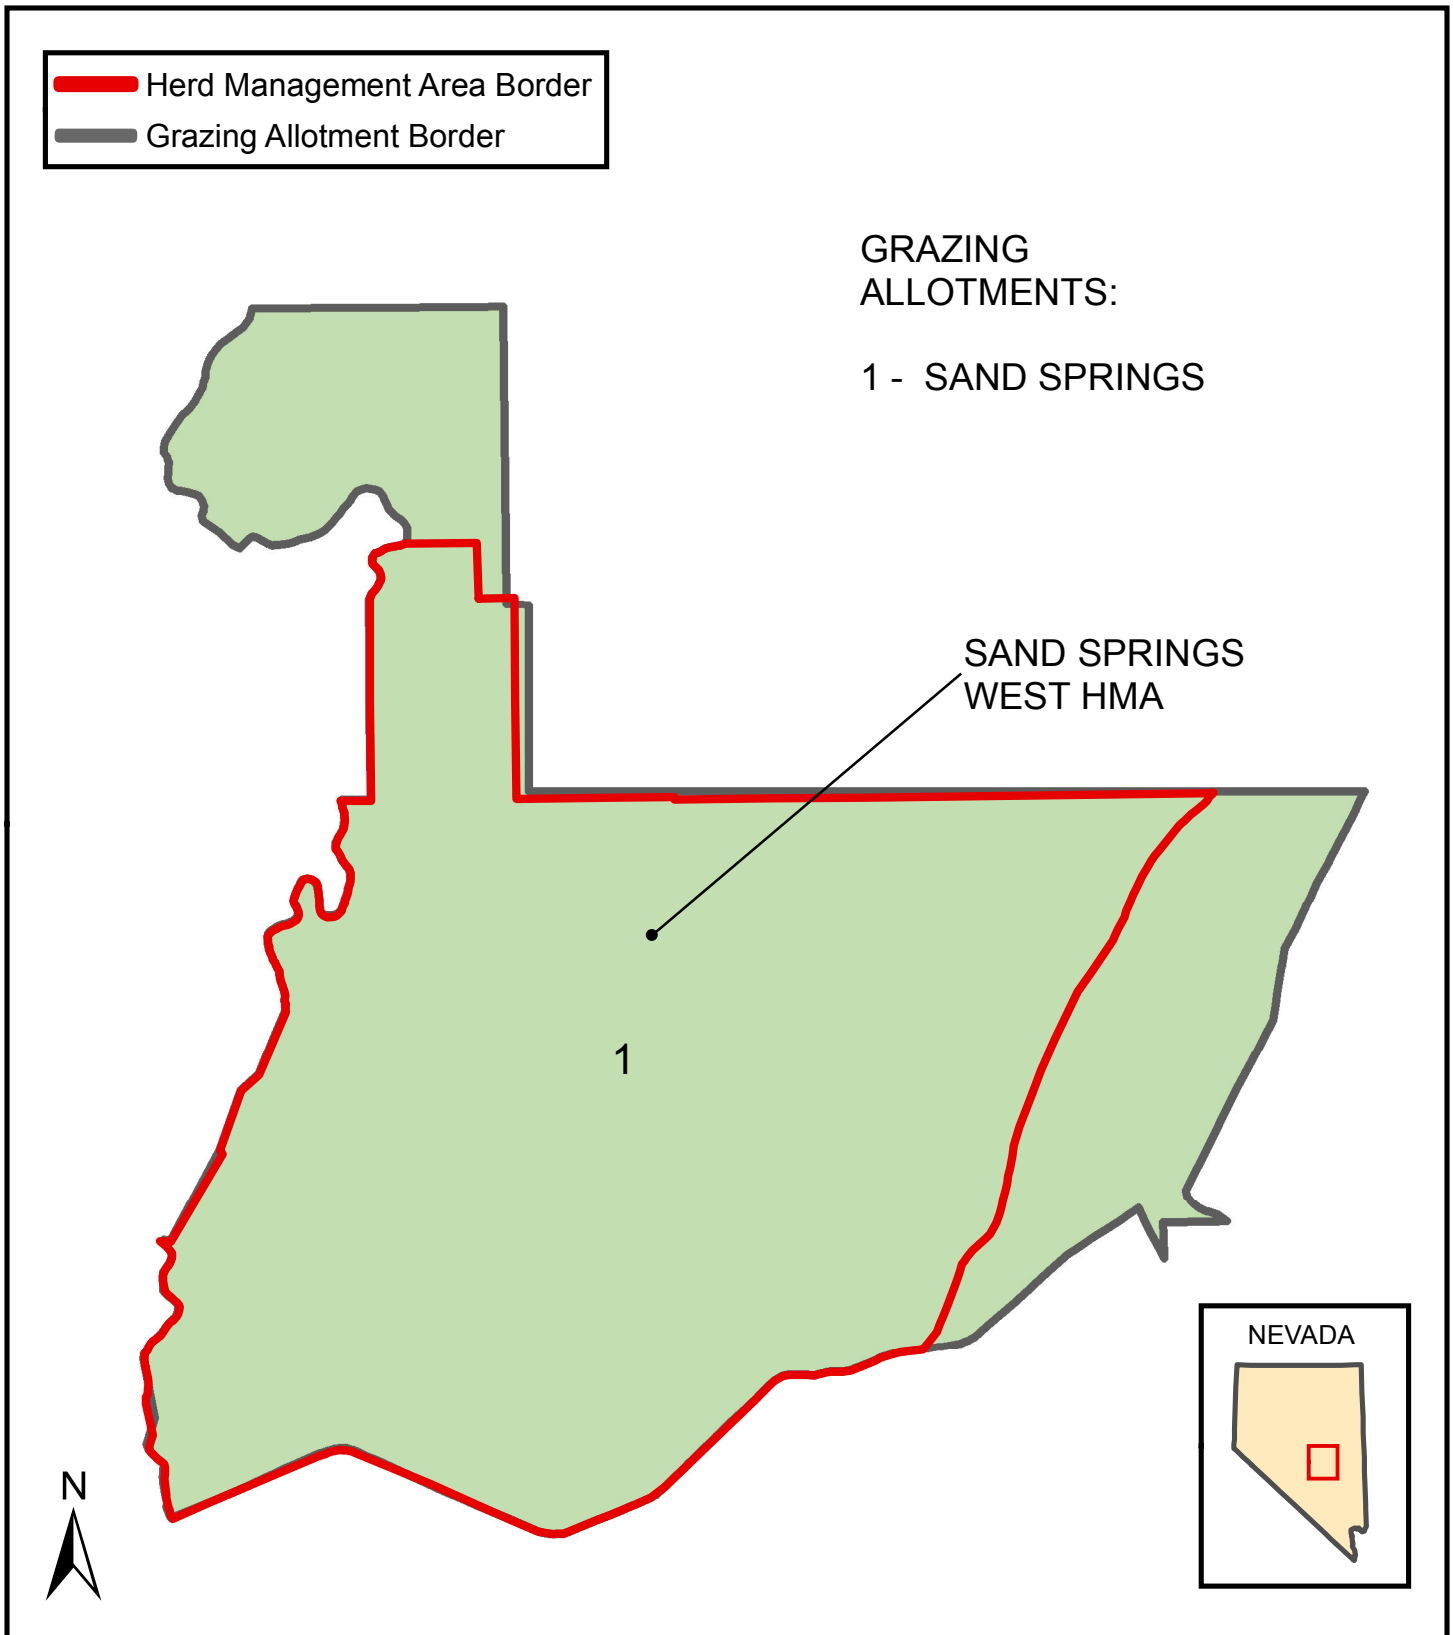 Herd Management Area Border
Grazing Allotment Border
GRAZING
ALLOTMENTS:
1 - SAND SPRINGS
SAND SPRINGS
WEST HMA
1
NEVADA
N